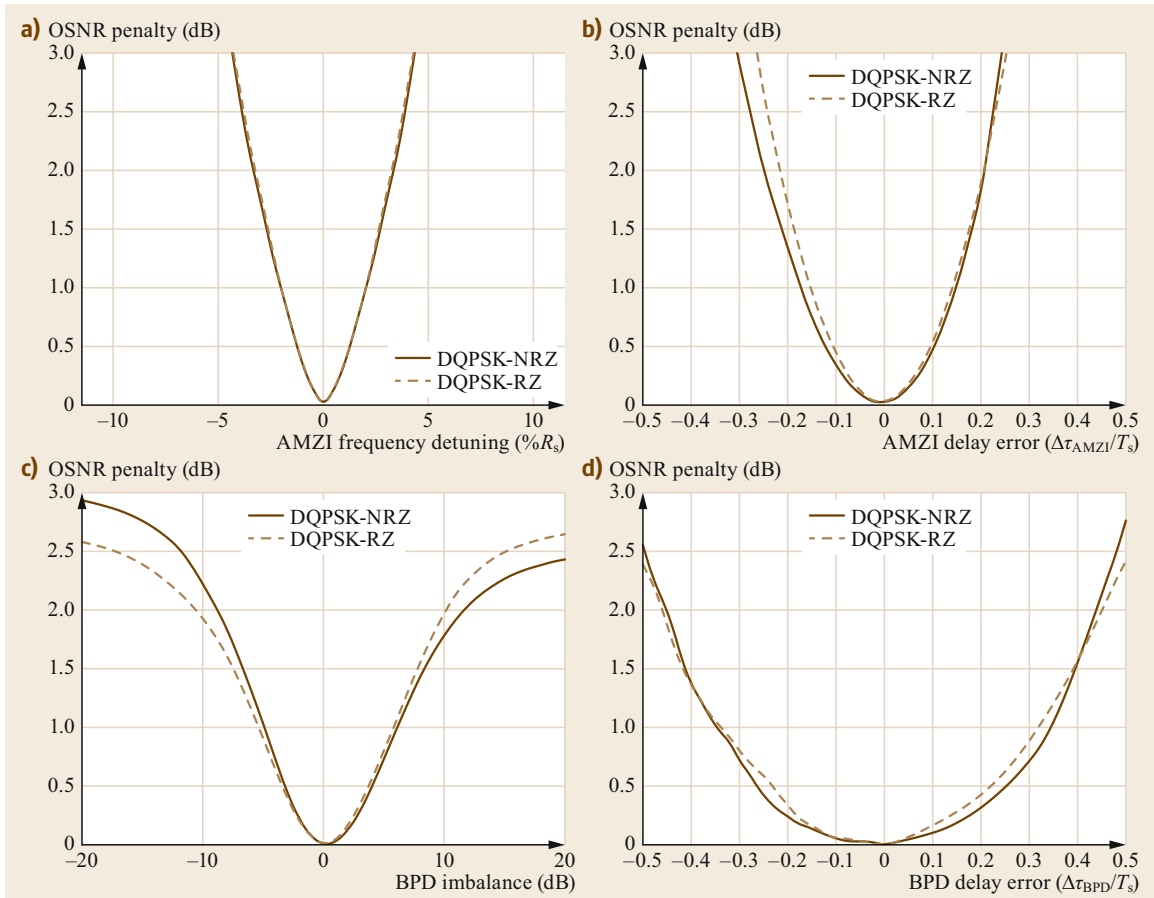 a) OSNR penalty (dB)
3.0
2.5
2.0
1.5
1.0
0.5
0
DQPSK-NRZ
DQPSK-RZ
−10 −5 0 5 10
AMZI frequency detuning (%Rs)
b) OSNR penalty (dB)
3.0
2.5
2.0
1.5
1.0
0.5
0
DQPSK-NRZ
DQPSK-RZ
−0.5 −0.4 −0.3 −0.2 −0.1 0 0.1 0.2 0.3 0.4 0.5
AMZI delay error (ΔτAMZI/Ts)
c) OSNR penalty (dB)
3.0
2.5
2.0
1.5
1.0
0.5
0
DQPSK-NRZ
DQPSK-RZ
−20 −10 0 10 20
BPD imbalance (dB)
d) OSNR penalty (dB)
3.0
2.5
2.0
1.5
1.0
0.5
0
DQPSK-NRZ
DQPSK-RZ
−0.5 −0.4 −0.3 −0.2 −0.1 0 0.1 0.2 0.3 0.4 0.5
BPD delay error (ΔτBPD/Ts)